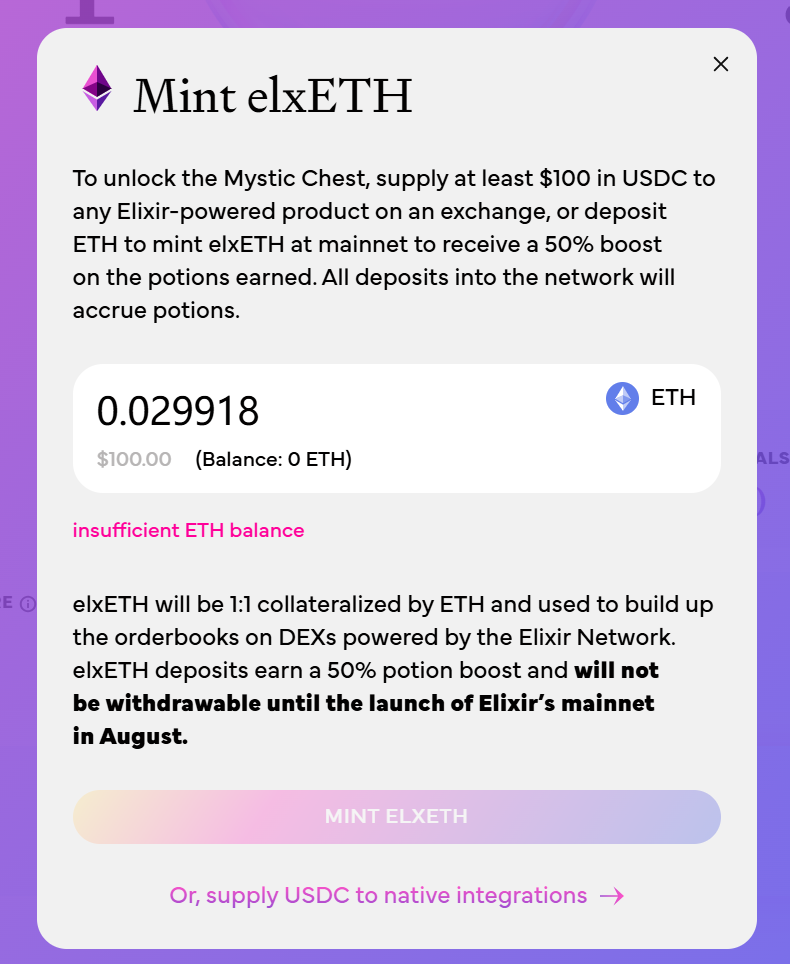 Mint elxETH
To unlock the Mystic Chest, supply at least $100 in USDC to
any Elixir-powered product on an exchange, or deposit
ETH to mint elxETH at mainnet to receive a 50% boost
on the potions earned. All deposits into the network will
accrue potions.
0.029918
ETH
$100.00 (Balance: 0 ETH)
ALS
insufficient ETH balance
RE
elxETH will be 1:1 collateralized by ETH and used to build up
the orderbooks on DEXs powered by the Elixir Network.
elxETH deposits earn a 50% potion boost and will not
be withdrawable until the launch of Elixir’s mainnet
in August.
MINT ELXETH
Or, supply USDC to native integrations →